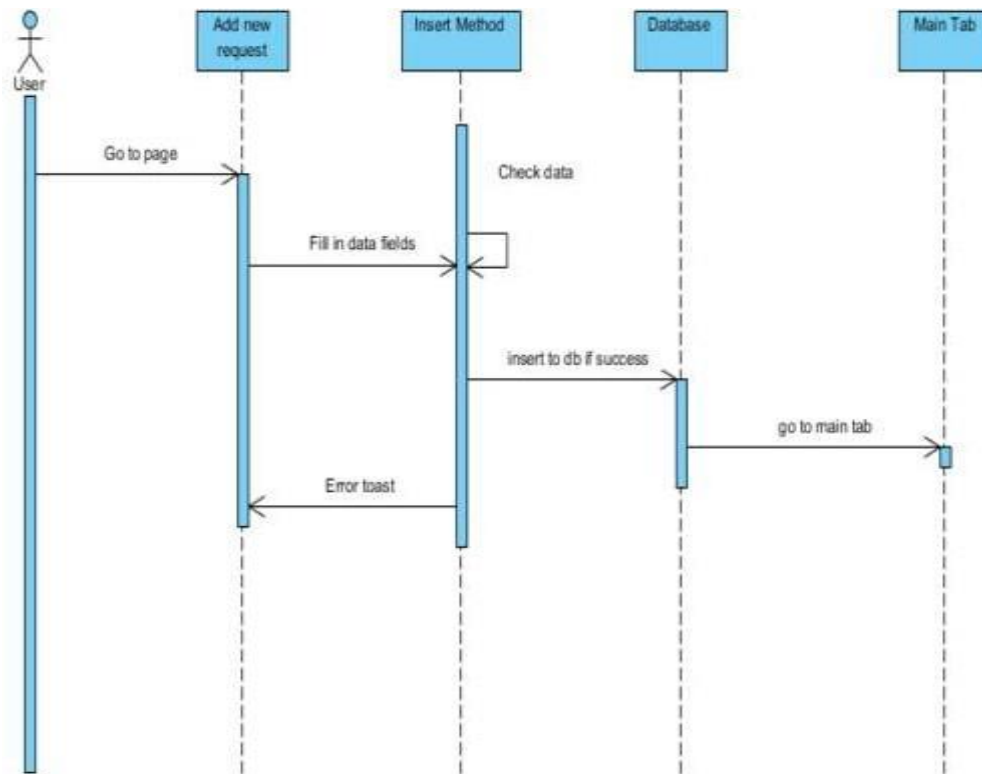 User
Add new
request
Insert Method
Database
Main Tab
Go to page
Check data
Fill in data fields
insert to db if success
go to main tab
Error toast